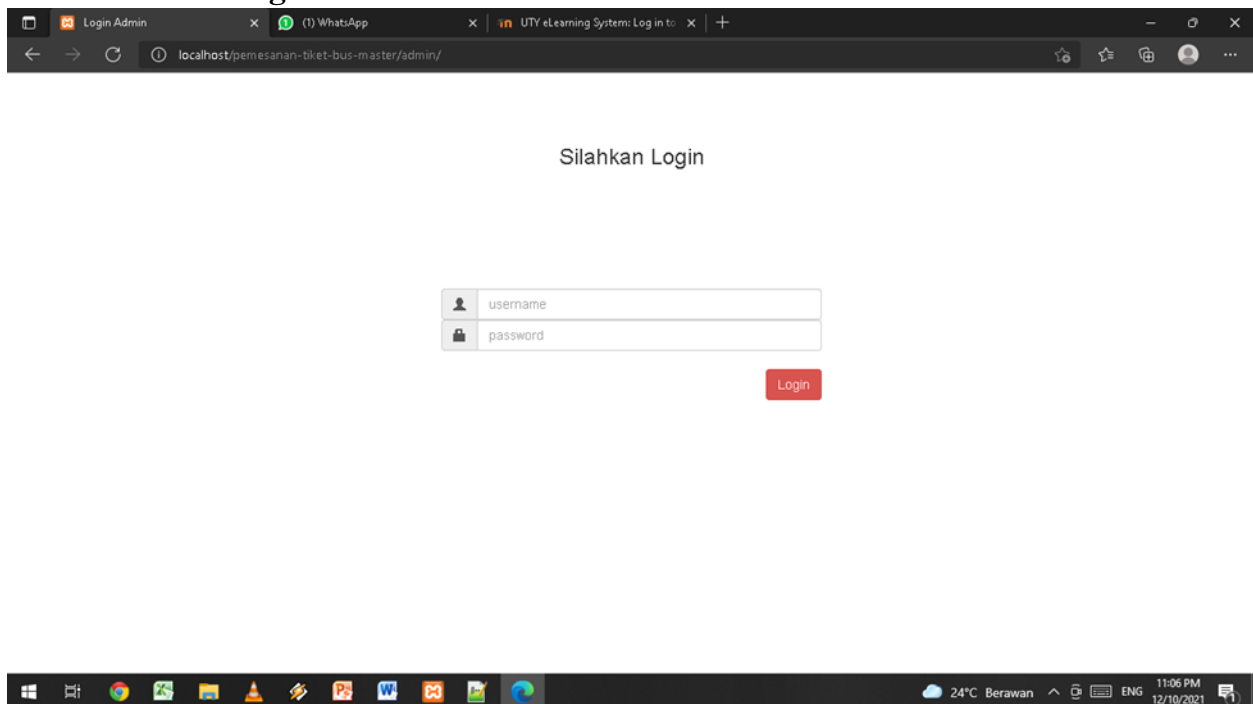 Login Admin
(1) WhatsApp
UTY eLearning System: Log in to
localhost/pemesanan-tiket-bus-master/admin/
Silahkan Login
username
password
Login
24°C Berawan
ENG
11:06 PM
12/10/2021